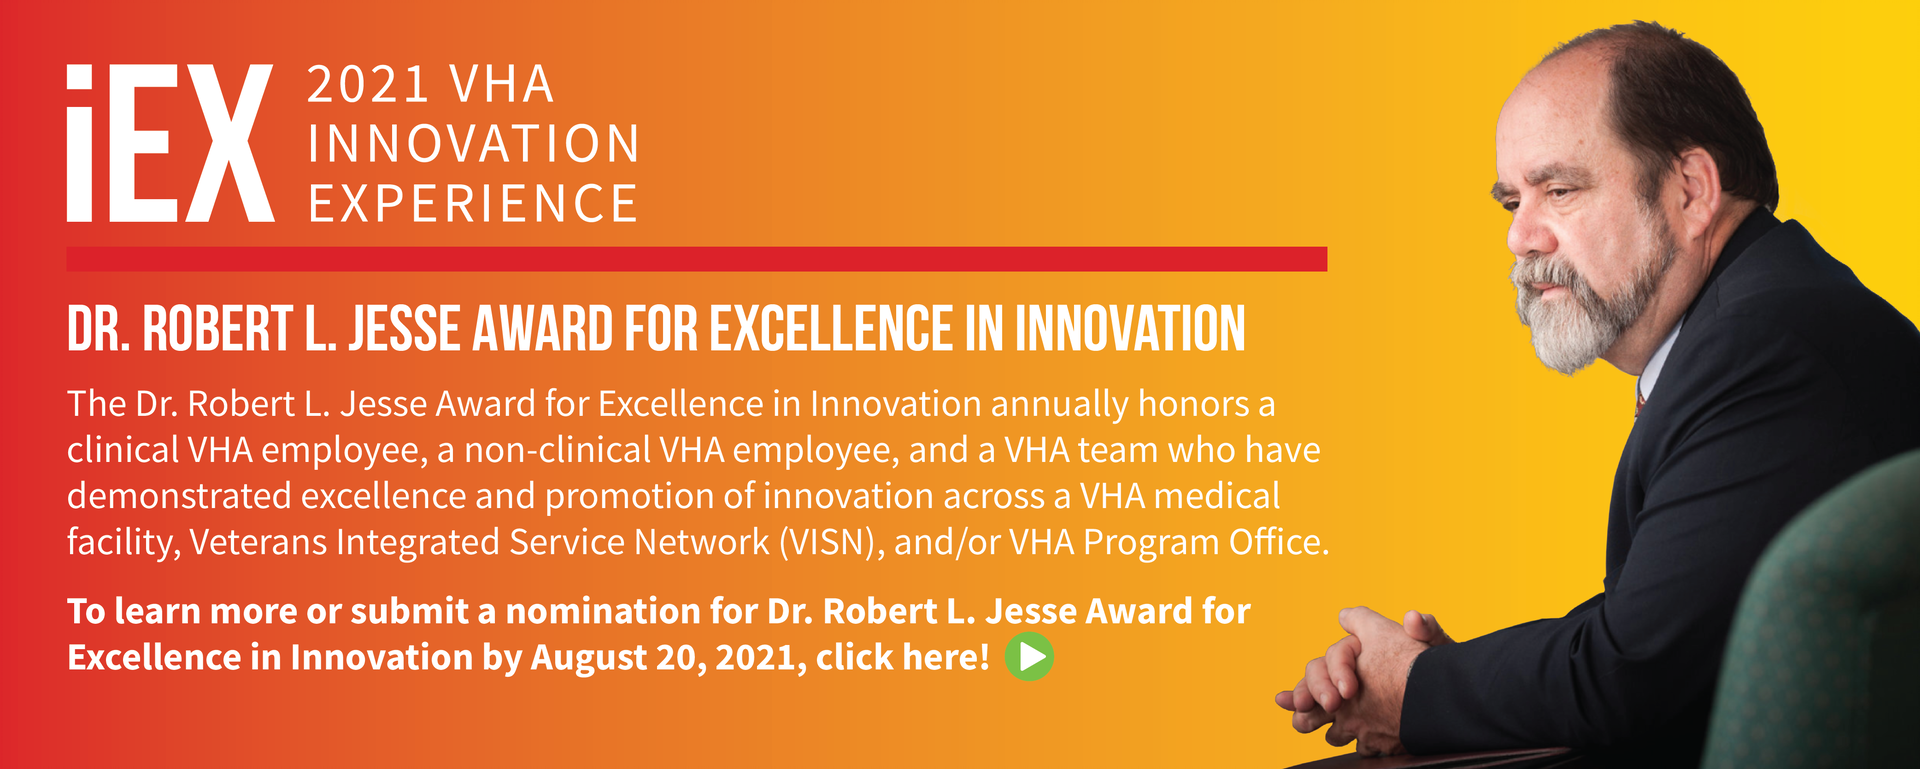 iEX
2021 VHA
INNOVATION
EXPERIENCE
DR. ROBERT L. JESSE AWARD FOR EXCELLENCE IN INNOVATION
The Dr. Robert L. Jesse Award for Excellence in Innovation annually honors a
clinical VHA employee, a non-clinical VHA employee, and a VHA team who have
demonstrated excellence and promotion of innovation across a VHA medical
facility, Veterans Integrated Service Network (VISN), and/or VHA Program Office.
To learn more or submit a nomination for Dr. Robert L. Jesse Award for
Excellence in Innovation by August 20, 2021, click here!